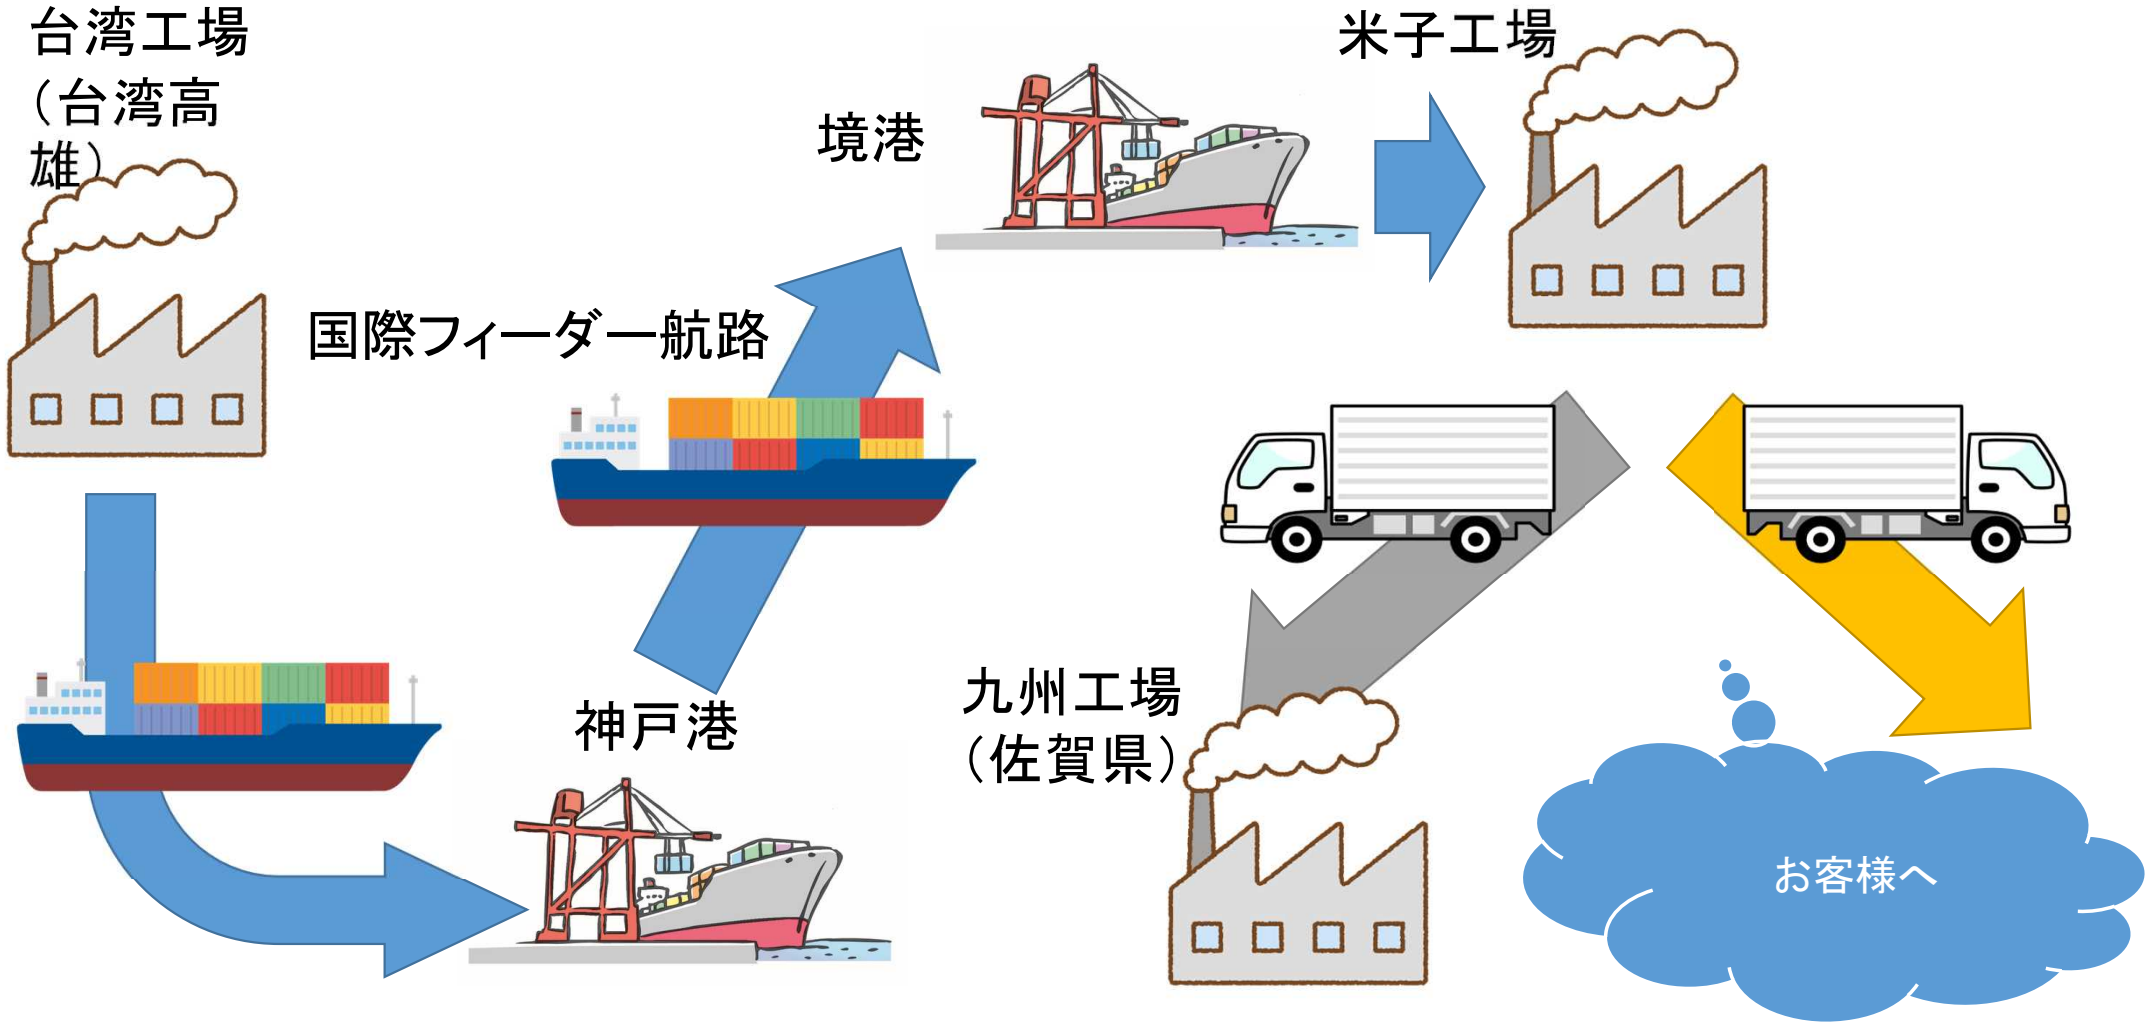 台湾工場
（台湾高
雄）
米子工場
境港
国際フィーダー航路
神戸港
九州工場
（佐賀県）
お客様へ